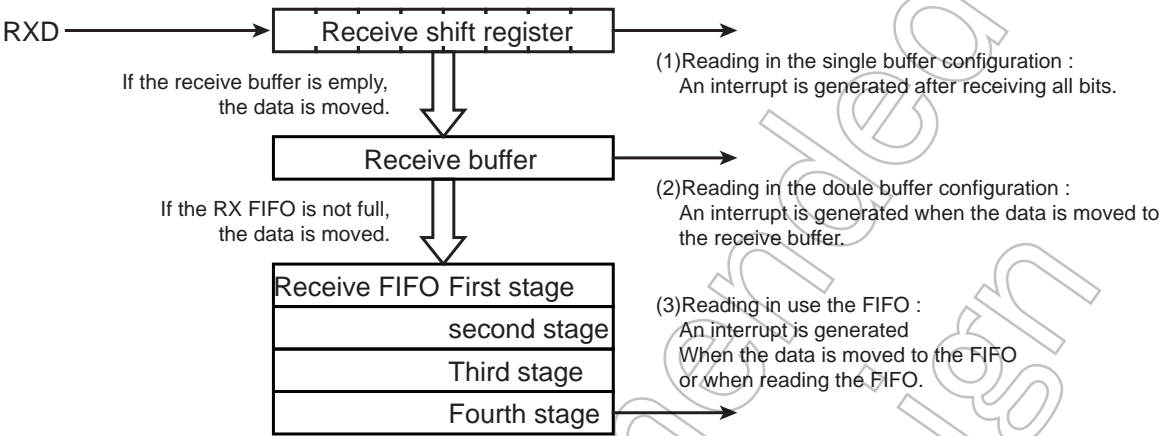 RXD
Receive shift register
(1)Reading in the single buffer configuration :
An interrupt is generated after receiving all bits.
If the receive buffer is emply,
the data is moved.
Receive buffer
(2)Reading in the doule buffer configuration :
An interrupt is generated when the data is moved to
the receive buffer.
If the RX FIFO is not full,
the data is moved.
Receive FIFO First stage
second stage
Third stage
Fourth stage
(3)Reading in use the FIFO :
An interrupt is generated
When the data is moved to the FIFO
or when reading the FIFO.